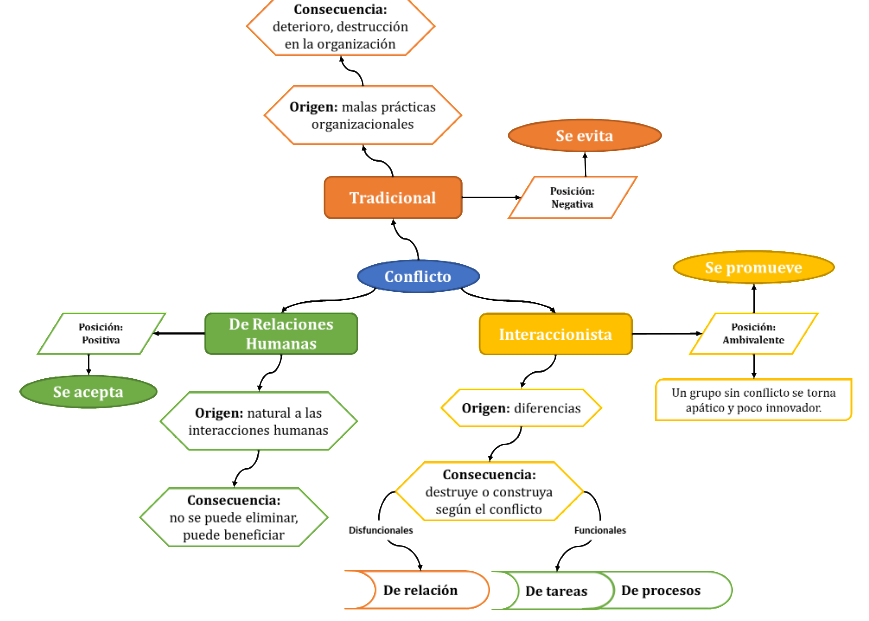 Consecuencia:
deterioro, destrucción
en la organización
Origen: malas prácticas
organizacionales
Se evita
Tradicional
Posición:
Negativa
Conflicto
Se promueve
De Relaciones
Humanas
Posición:
Positiva
Se acepta
Interaccionista
Posición:
Ambivalente
Un grupo sin conflicto se torna
apático y poco innovador.
Origen: natural a las
interacciones humanas
Consecuencia:
no se puede eliminar,
puede beneficiar
Origen: diferencias
Consecuencia:
destruye o construya
según el conflicto
Disfuncionales
Funcionales
De relación
De tareas
De procesos